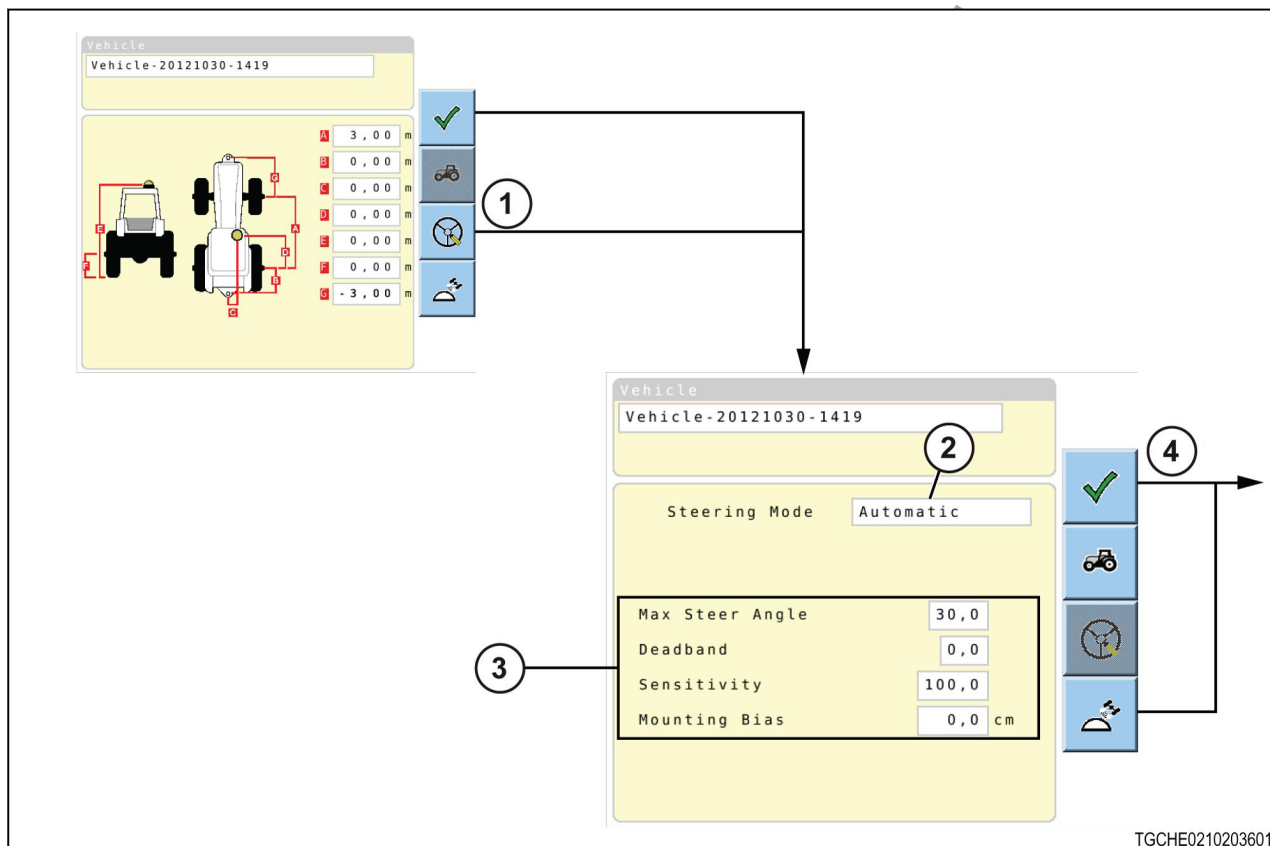 Vehicle
Vehicle-20121030-1419
A 3,00 m
B 0,00 m
C 0,00 m
D 0,00 m
E 0,00 m
F 0,00 m
G -3,00 m
G
E
A
D
F
B
C
1
Vehicle
Vehicle-20121030-1419
2
4
Steering Mode Automatic
3
Max Steer Angle 30,0
Deadband 0,0
Sensitivity 100,0
Mounting Bias 0,0 cm
TGCHE0210203601